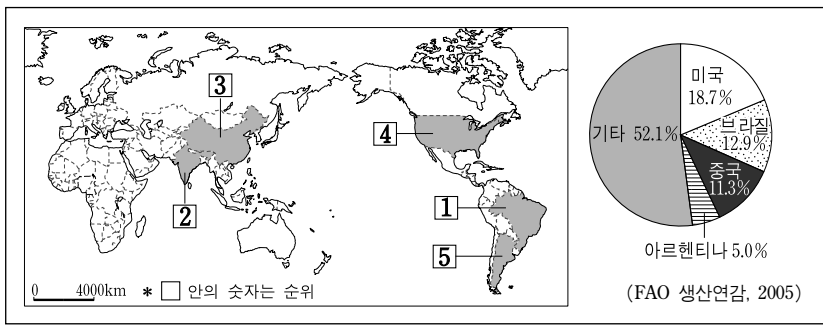 3
4
2
1
5
0 4000km * □ 안의 숫자는 순위
미국
18.7%
브라질
12.9%
중국
11.3%
기타 52.1%
아르헨티나 5.0%
(FAO 생산연감, 2005)